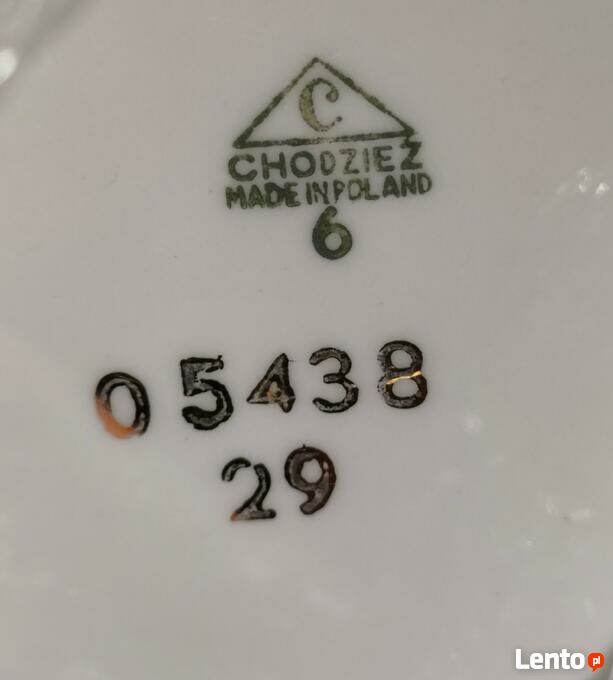 C
CHODZIEŻ
MADE IN POLAND
6
05438
29
Lento.pl